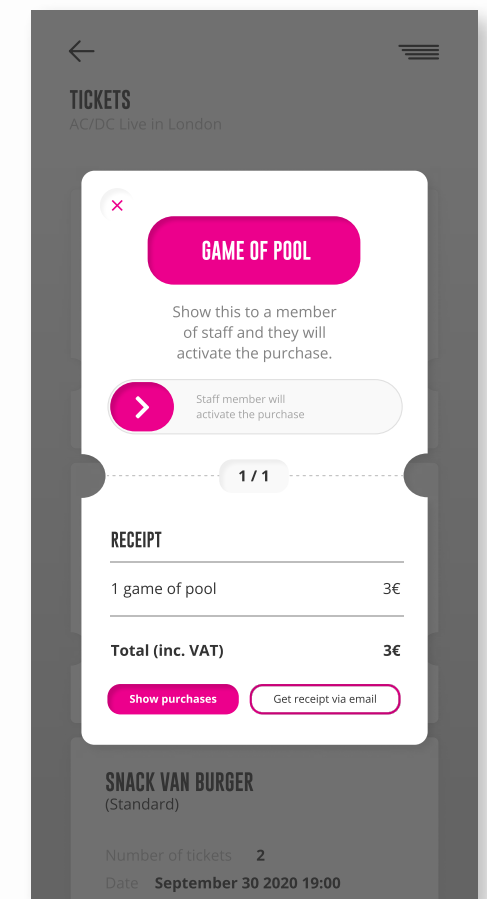 TICKETS
AC/DC Live in London
GAME OF POOL
Show this to a member
of staff and they will
activate the purchase.
Staff member will
activate the purchase
1 / 1
RECEIPT
1 game of pool 3€
Total (inc. VAT) 3€
Show purchases Get receipt via email
SNACK VAN BURGER
(Standard)
Number of tickets 2
Date September 30 2020 19:00